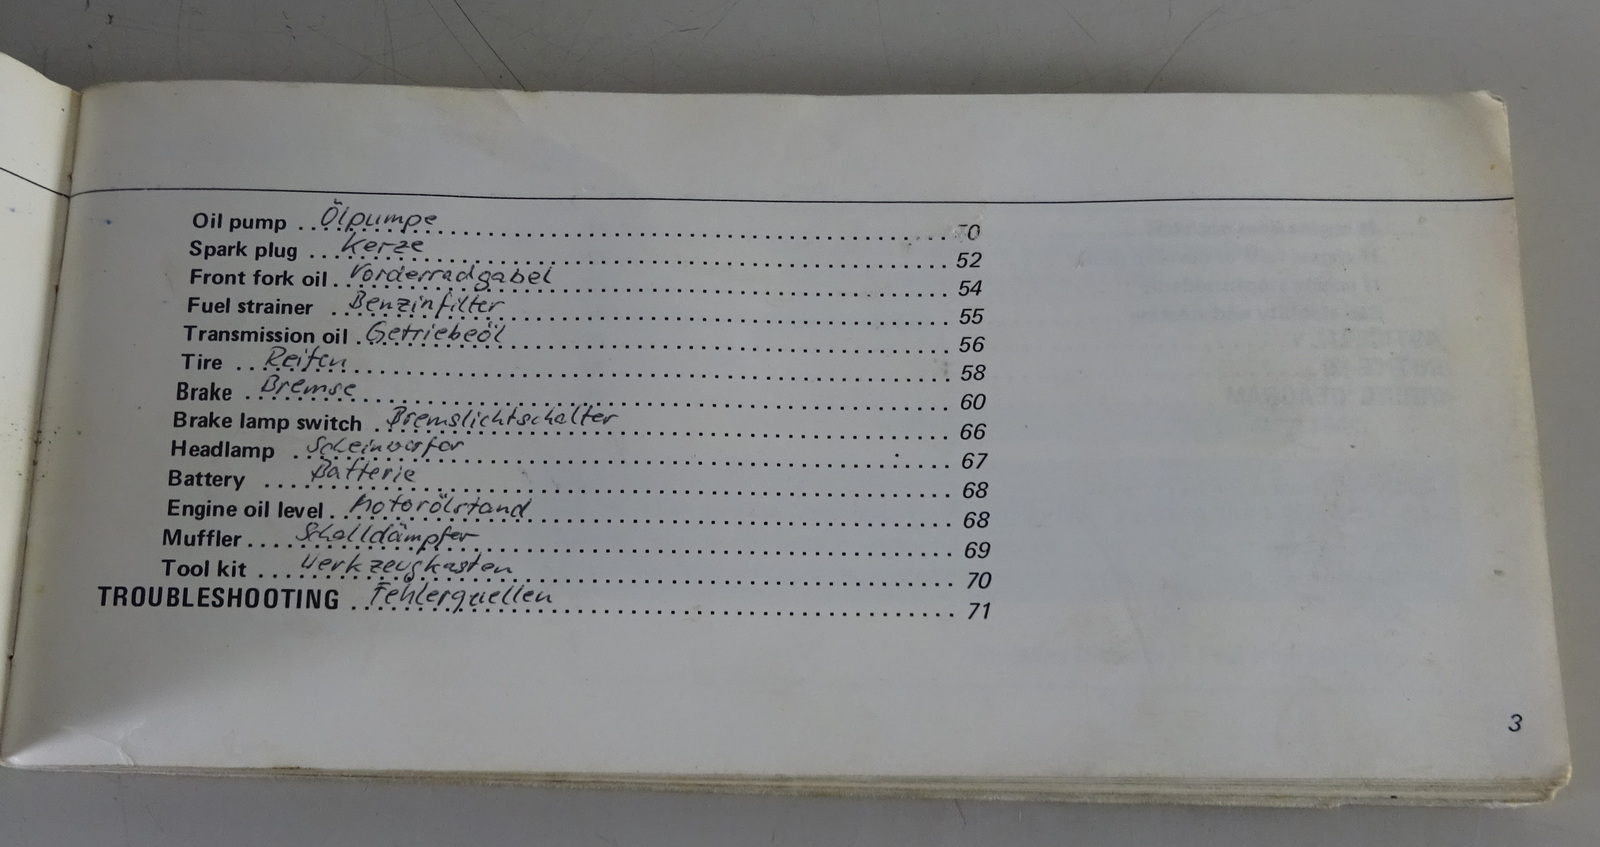 Oil pump .. Ölpumpe ........ 0
Spark plug ... Kerze ........ 52
Front fork oil .. Vorderradgabel ........ 54
Fuel strainer .. Benzinfilter ........ 55
Transmission oil . Getriebeöl ........ 56
Tire ... Reifen ........ 58
Brake .. Bremse ........ 60
Brake lamp switch .. Bremslichtschalter ........ 66
Headlamp .. Scheinwerfer ........ 67
Battery ... Batterie ........ 68
Engine oil level .. Motorölstand ........ 68
Muffler .... Schalldämpfer ........ 69
Tool kit .... Werkzeugkasten ........ 70
TROUBLESHOOTING .. Fehlerquellen ........ 71
3